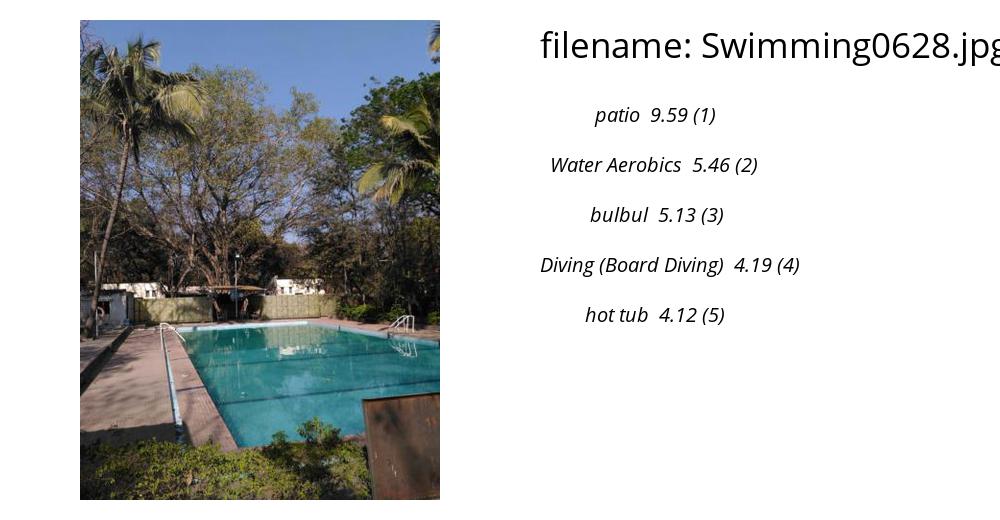 filename: Swimming0628.jpg
patio 9.59 (1)
Water Aerobics 5.46 (2)
bulbul 5.13 (3)
Diving (Board Diving) 4.19 (4)
hot tub 4.12 (5)